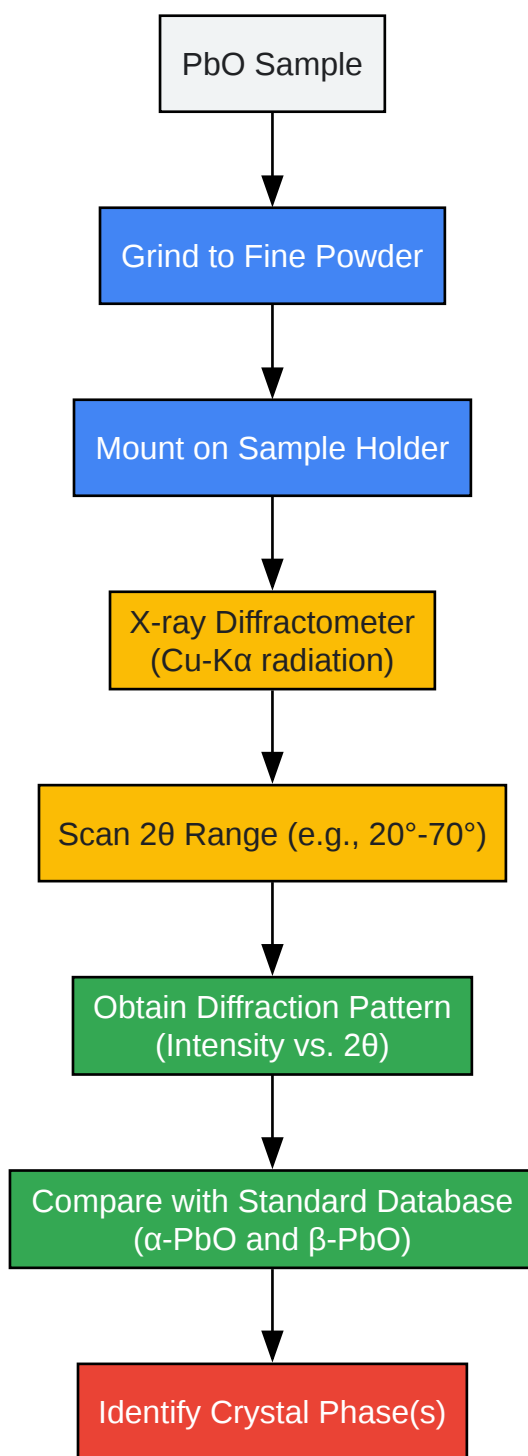 PbO Sample
Grind to Fine Powder
Mount on Sample Holder
X-ray Diffractometer
(Cu-Kα radiation)
Scan 2θ Range (e.g., 20°-70°)
Obtain Diffraction Pattern
(Intensity vs. 2θ)
Compare with Standard Database
(α-PbO and β-PbO)
Identify Crystal Phase(s)